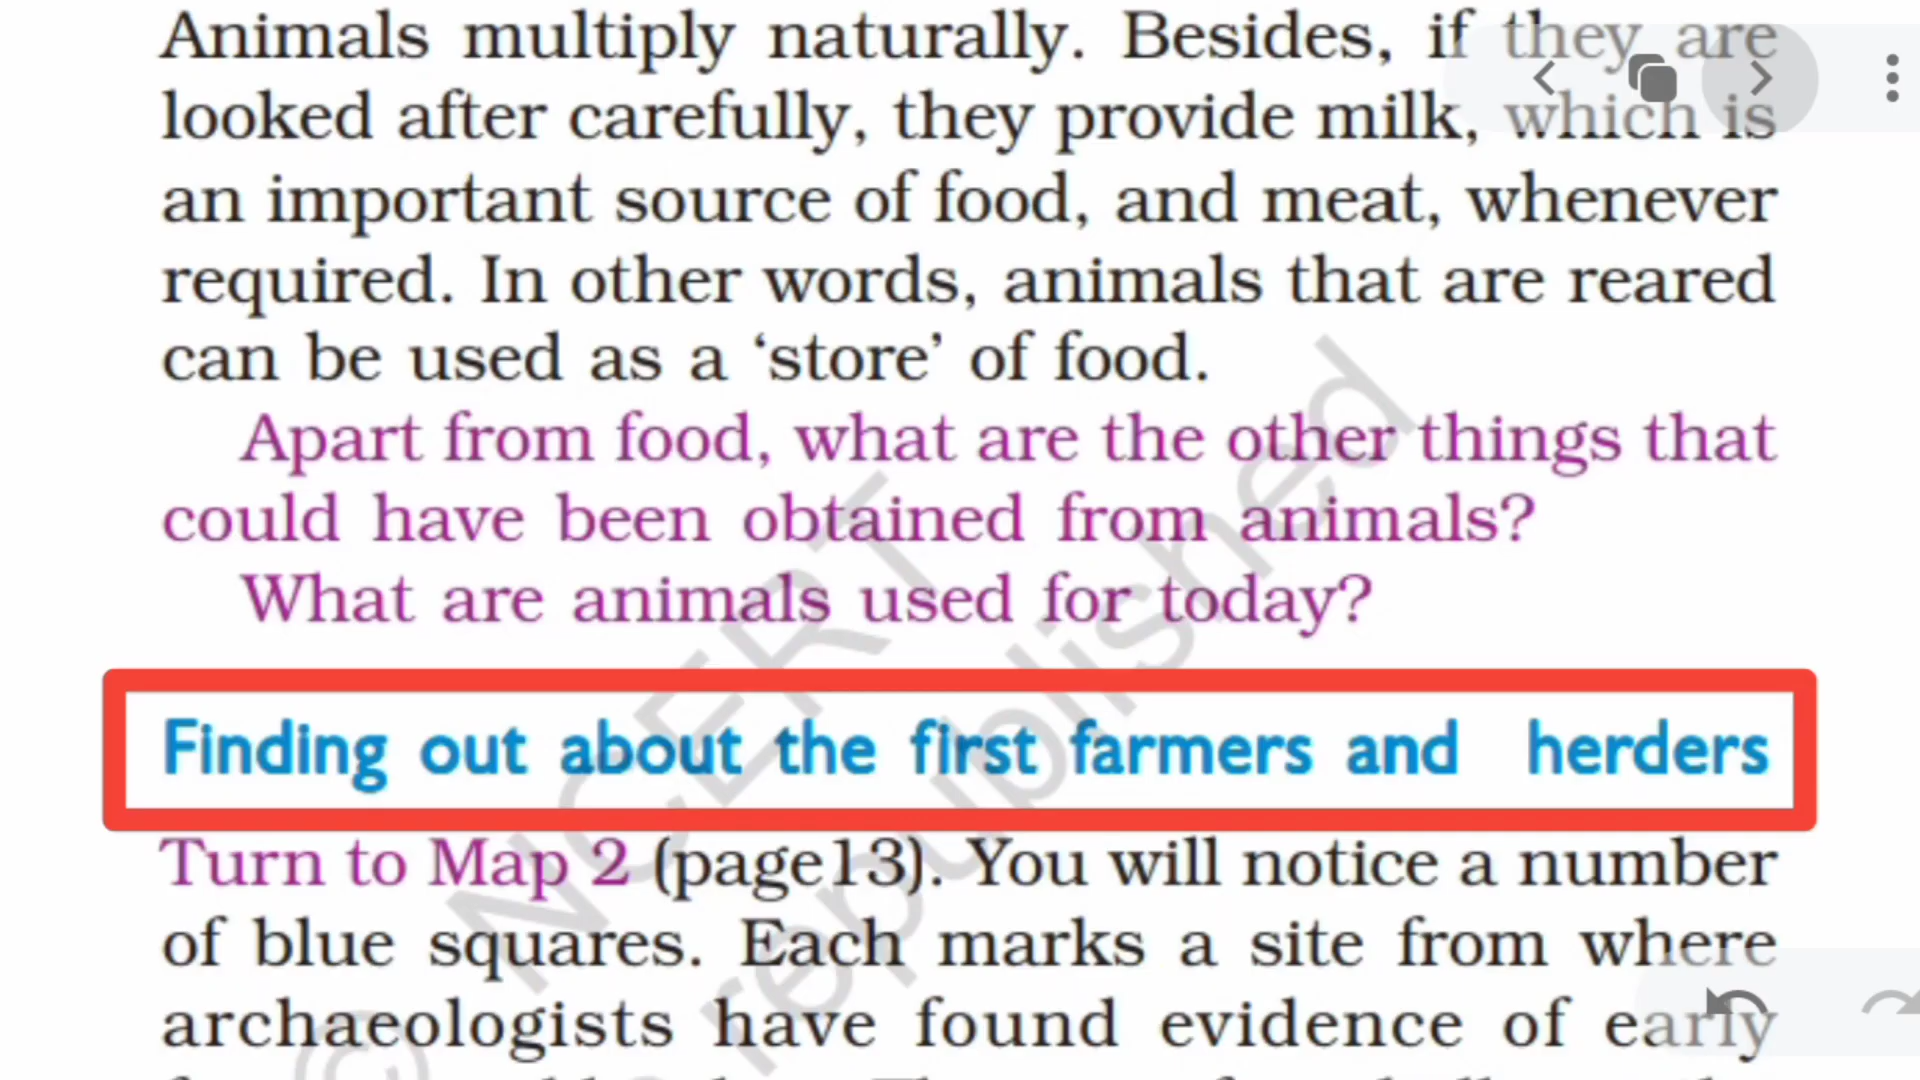 Animals multiply naturally. Besides, if they are
looked after carefully, they provide milk, which is
an important source of food, and meat, whenever
required. In other words, animals that are reared
can be used as a ‘store’ of food.
Apart from food, what are the other things that
could have been obtained from animals?
What are animals used for today?
Finding out about the first farmers and herders
Turn to Map 2 (page13). You will notice a number
of blue squares. Each marks a site from where
archaeologists have found evidence of early
© NCERT
republished